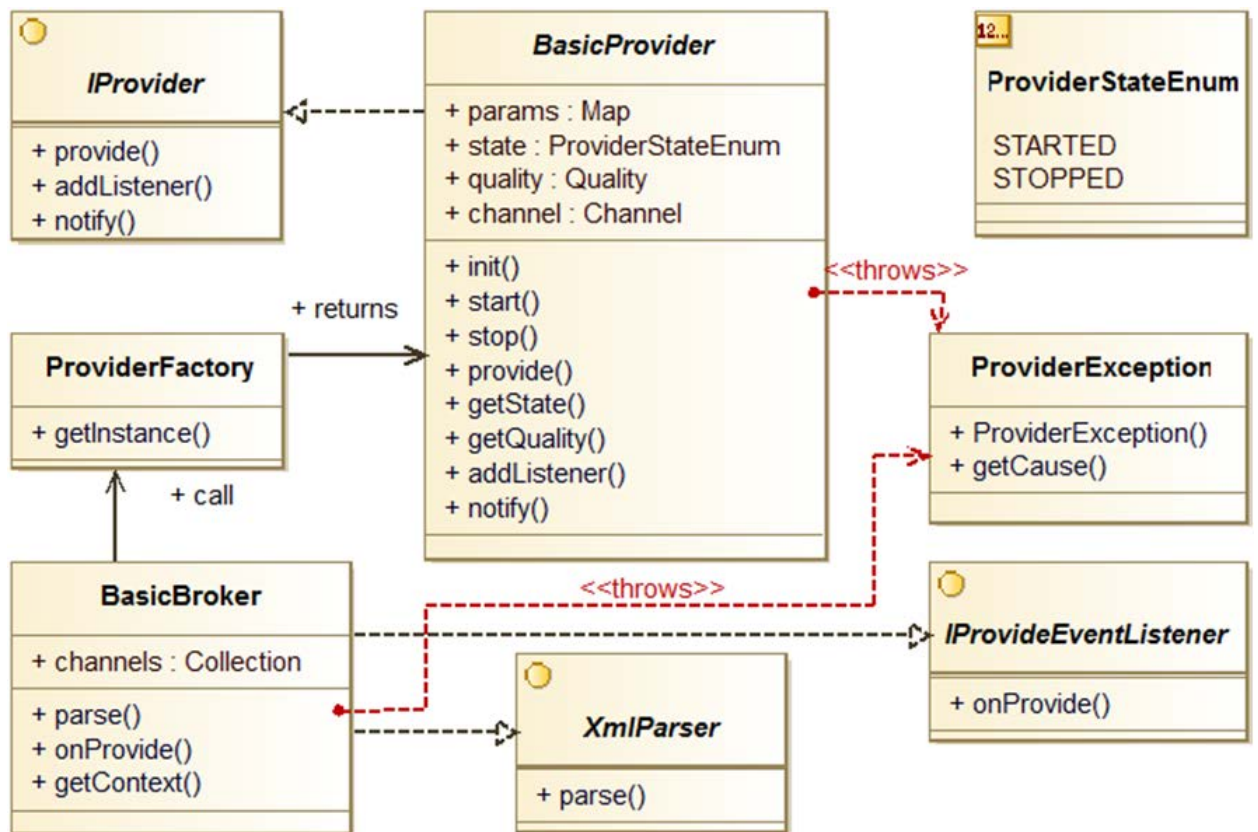 IProvider
+ provide()
+ addListener()
+ notify()
BasicProvider
+ params : Map
+ state : ProviderStateEnum
+ quality : Quality
+ channel : Channel
+ init()
+ start()
+ stop()
+ provide()
+ getState()
+ getQuality()
+ addListener()
+ notify()
12...
ProviderStateEnum
STARTED
STOPPED
<<throws>>
+ returns
ProviderFactory
+ getInstance()
ProviderException
+ ProviderException()
+ getCause()
+ call
BasicBroker
+ channels : Collection
+ parse()
+ onProvide()
+ getContext()
<<throws>>
XmlParser
+ parse()
IProvideEventListener
+ onProvide()